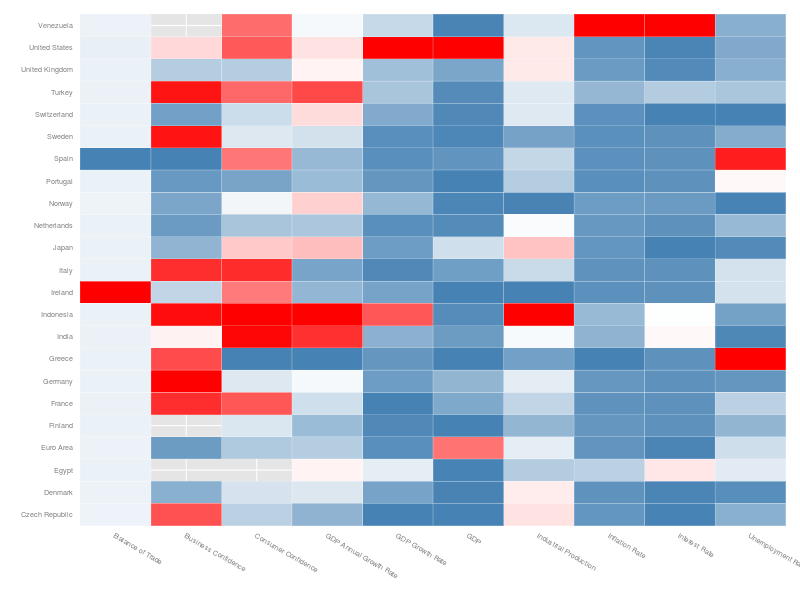 Venezuela
United States
United Kingdom
Turkey
Switzerland
Sweden
Spain
Portugal
Norway
Netherlands
Japan
Italy
Ireland
Indonesia
India
Greece
Germany
France
Finland
Euro Area
Egypt
Denmark
Czech Republic
Balance of Trade
Business Confidence
Consumer Confidence
GDP Annual Growth Rate
GDP Growth Rate
GDP
Industrial Production
Inflation Rate
Interest Rate
Unemployment Ra